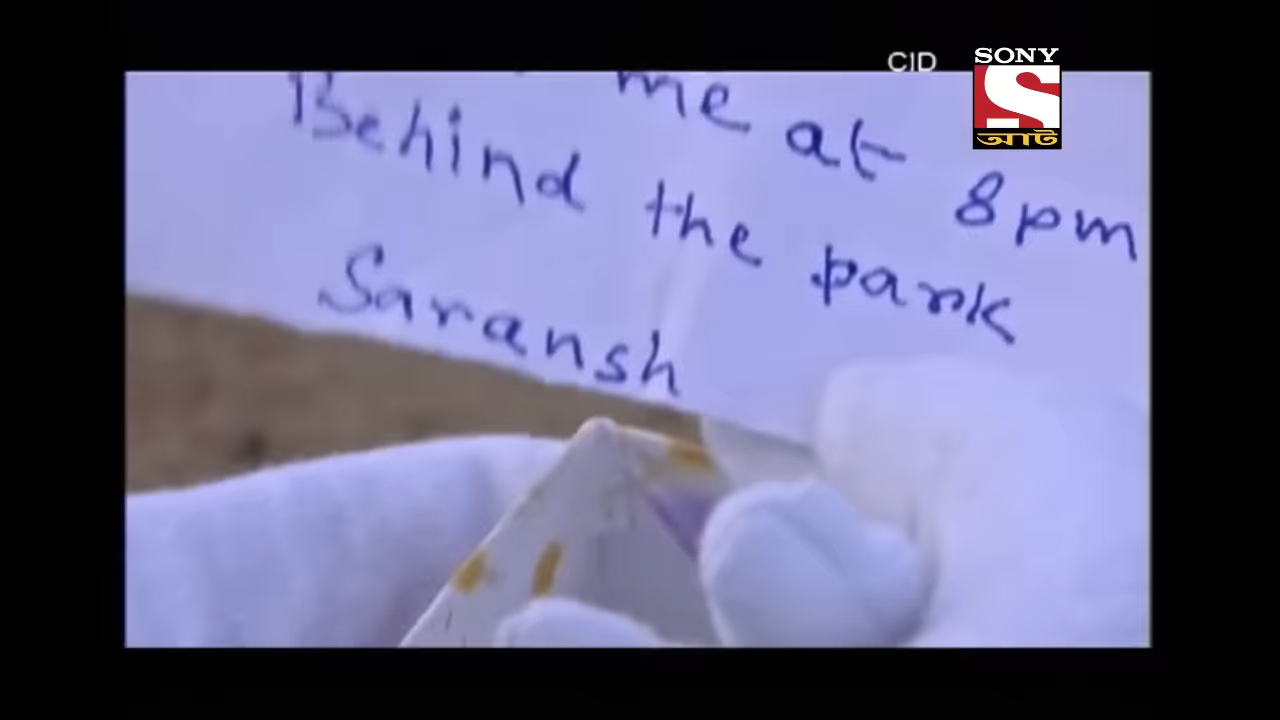 CID
SONY
S
আট
me at 8pm
Behind the park
Saransh